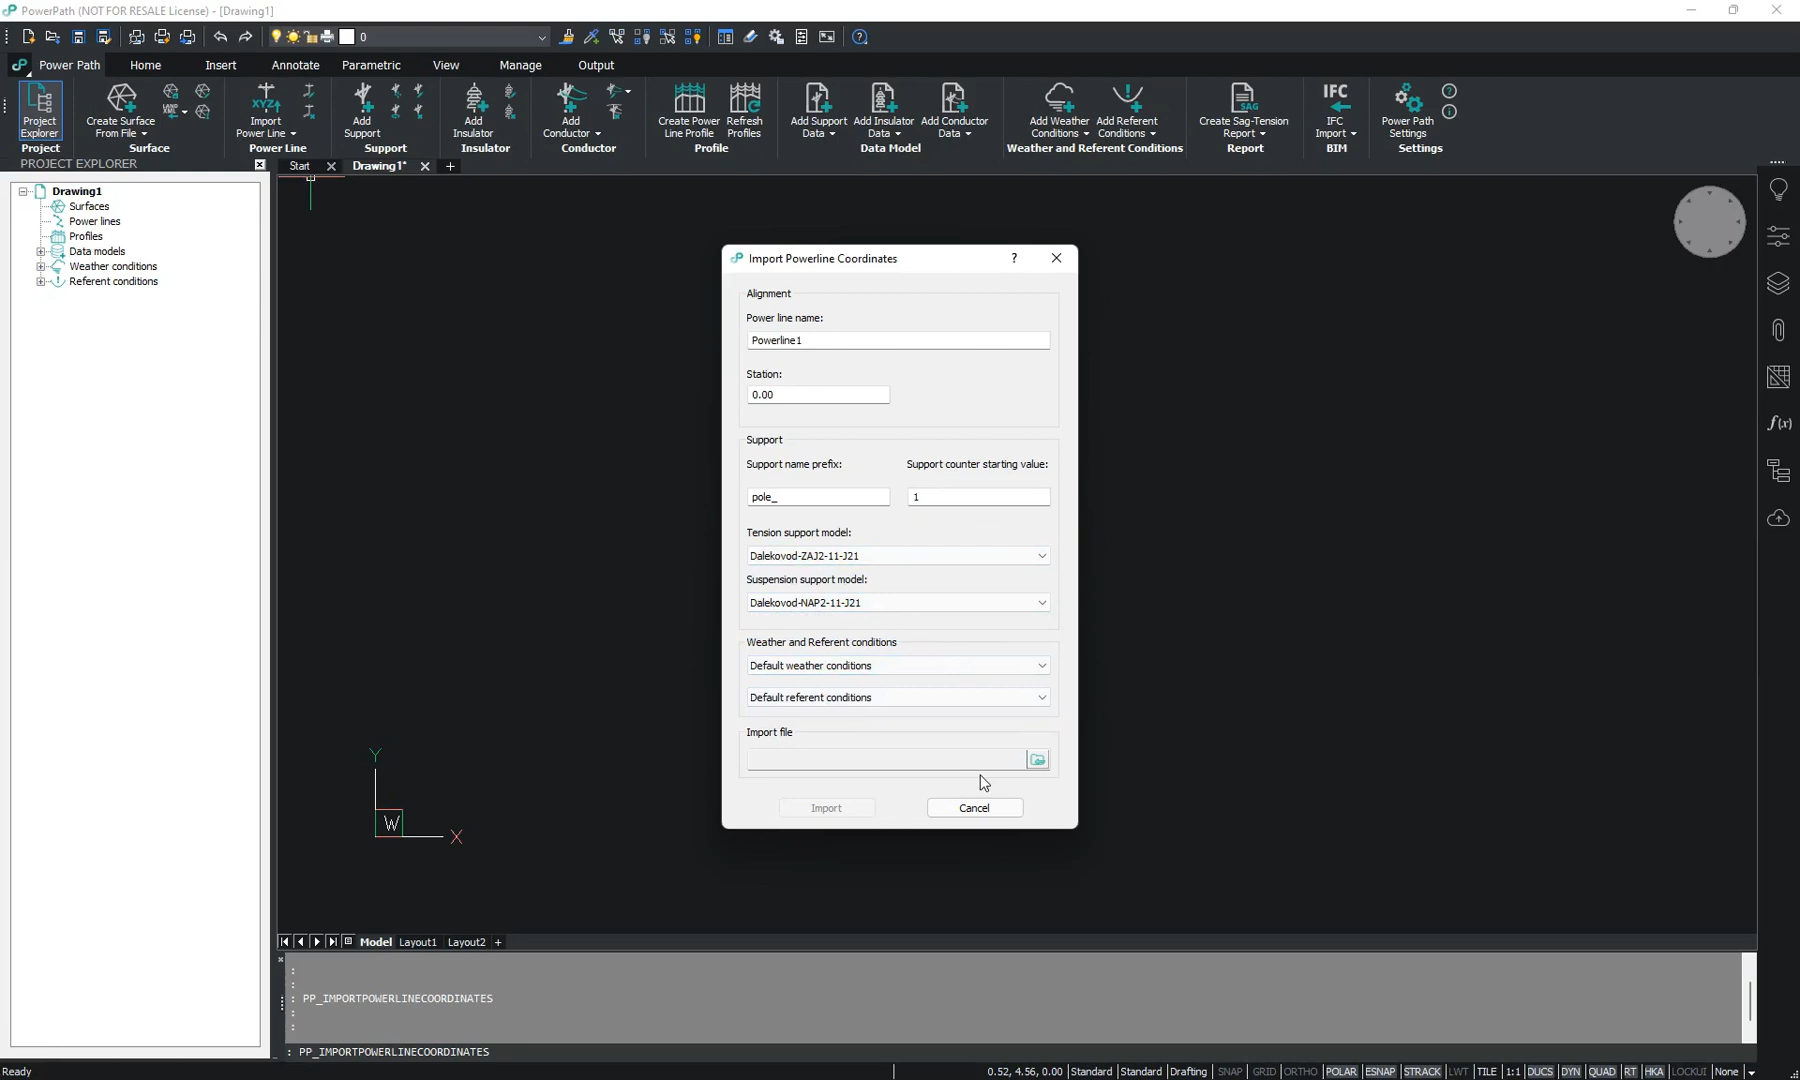 PowerPath (NOT FOR RESALE License) - [Drawing1]
0
Power Path Home Insert Annotate Parametric View Manage Output
Project Explorer
Create Surface From File
Import Power Line
Add Support
Add Insulator
Add Conductor
Create Power Line Profile
Refresh Profiles
Add Support Data
Add Insulator Data
Add Conductor Data
Add Weather Conditions
Add Referent Conditions
Create Sag-Tension Report
IFC Import
Power Path Settings
XYZ
LAND XML
SAG
IFC
Project Surface Power Line Support Insulator Conductor Profile Data Model Weather and Referent Conditions Report BIM Settings
PROJECT EXPLORER
Start Drawing1*
Drawing1
Surfaces
Power lines
Profiles
Data models
Weather conditions
Referent conditions
Import Powerline Coordinates
Alignment
Power line name:
Powerline1
Station:
0.00
Support
Support name prefix: Support counter starting value:
pole_ 1
Tension support model:
Dalekovod-ZAJ2-11-J21
Suspension support model:
Dalekovod-NAP2-11-J21
Weather and Referent conditions
Default weather conditions
Default referent conditions
Import file
Import Cancel
Y
W X
f(x)
Model Layout1 Layout2 +
:
:
: PP_IMPORTPOWERLINECOORDINATES
:
:
: PP_IMPORTPOWERLINECOORDINATES
Ready 0.52, 4.56, 0.00 Standard Standard Drafting SNAP GRID ORTHO POLAR ESNAP STRACK LWT TILE 1:1 DUCS DYN QUAD RT HKA LOCKUI None